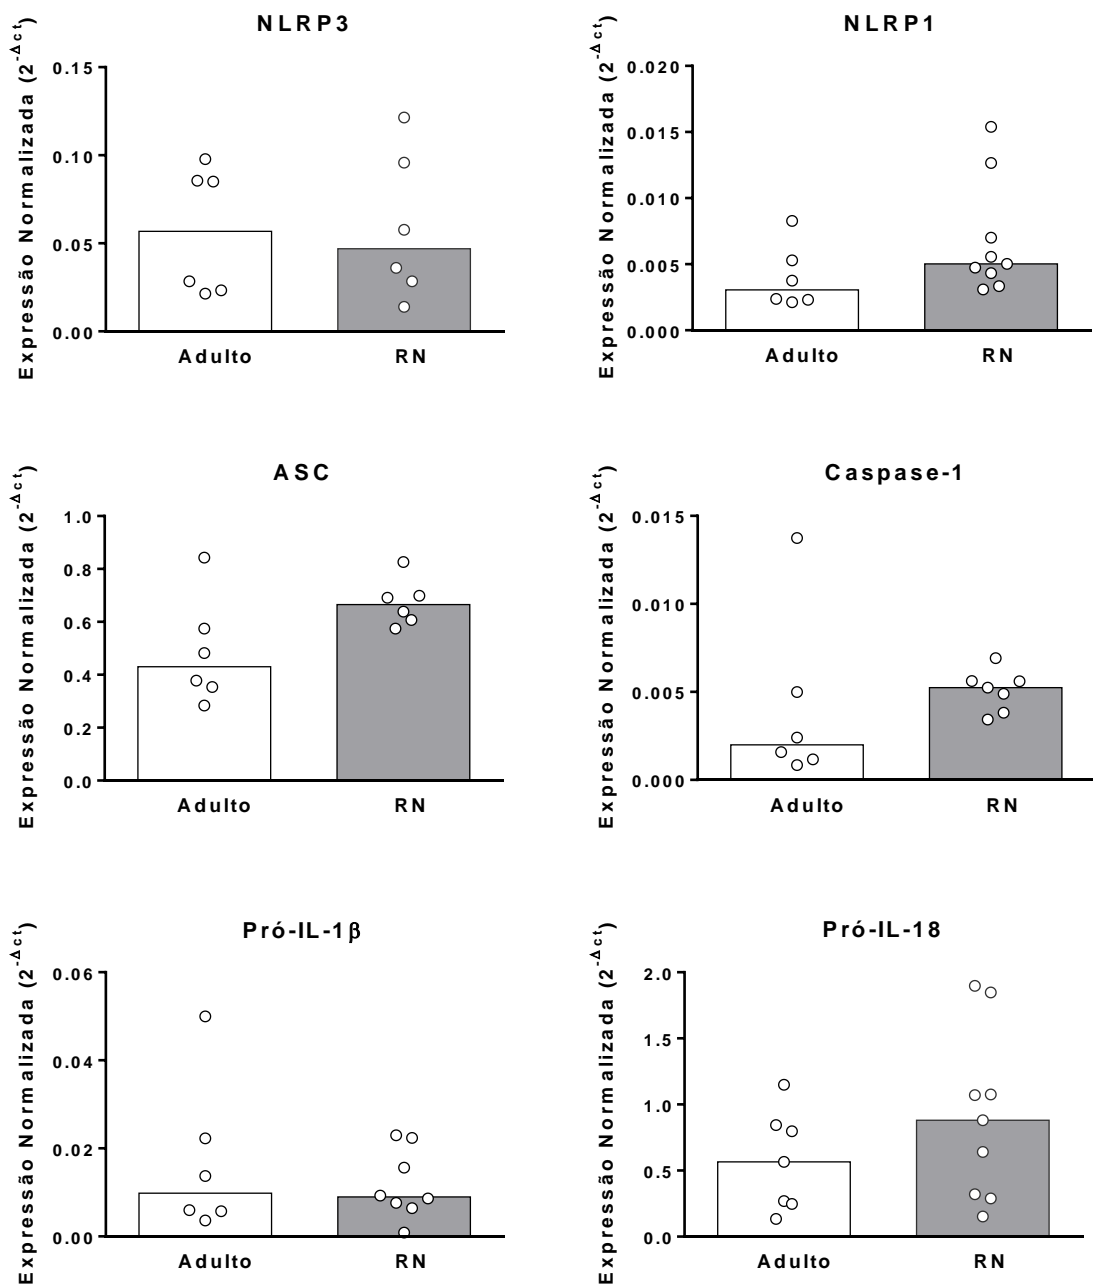 NLRP3
Expressão Normalizada (2^-Δct)
0.15
0.10
0.05
0.00
Adulto RN
NLRP1
Expressão Normalizada (2^-Δct)
0.020
0.015
0.010
0.005
0.000
Adulto RN
ASC
Expressão Normalizada (2^-Δct)
1.0
0.8
0.6
0.4
0.2
0.0
Adulto RN
Caspase-1
Expressão Normalizada (2^-Δct)
0.015
0.010
0.005
0.000
Adulto RN
Pró-IL-1β
Expressão Normalizada (2^-Δct)
0.06
0.04
0.02
0.00
Adulto RN
Pró-IL-18
Expressão Normalizada (2^-Δct)
2.0
1.5
1.0
0.5
0.0
Adulto RN